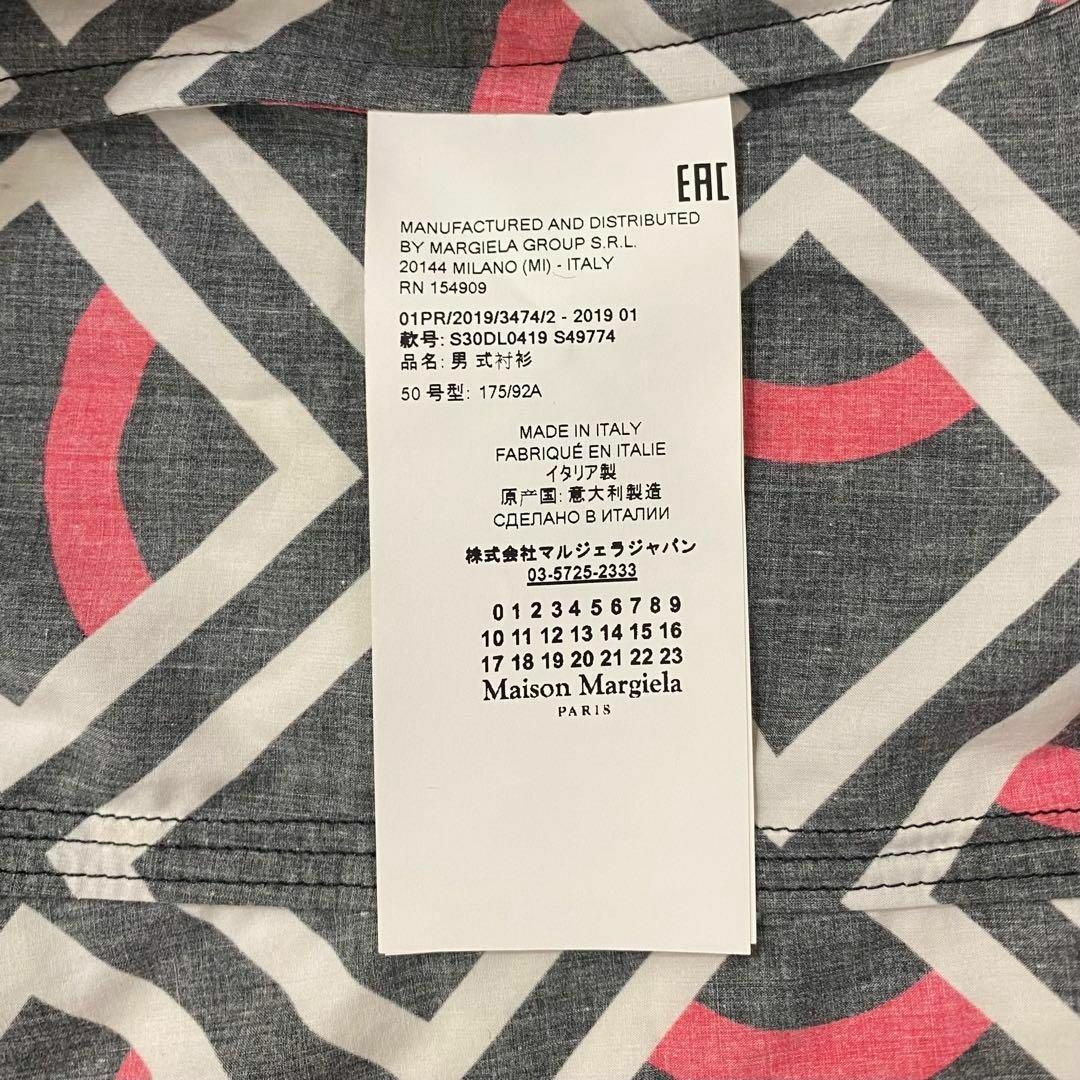 EAC
MANUFACTURED AND DISTRIBUTED
BY MARGIELA GROUP S.R.L.
20144 MILANO (MI) - ITALY
RN 154909
01PR/2019/3474/2 - 2019 01
款号: S30DL0419 S49774
品名: 男 式衬衫
50 号型: 175/92A
MADE IN ITALY
FABRIQUÉ EN ITALIE
イタリア製
原产国: 意大利製造
СДЕЛАНО В ИТАЛИИ
株式会社マルジェラジャパン
03-5725-2333
0 1 2 3 4 5 6 7 8 9
10 11 12 13 14 15 16
17 18 19 20 21 22 23
Maison Margiela
PARIS